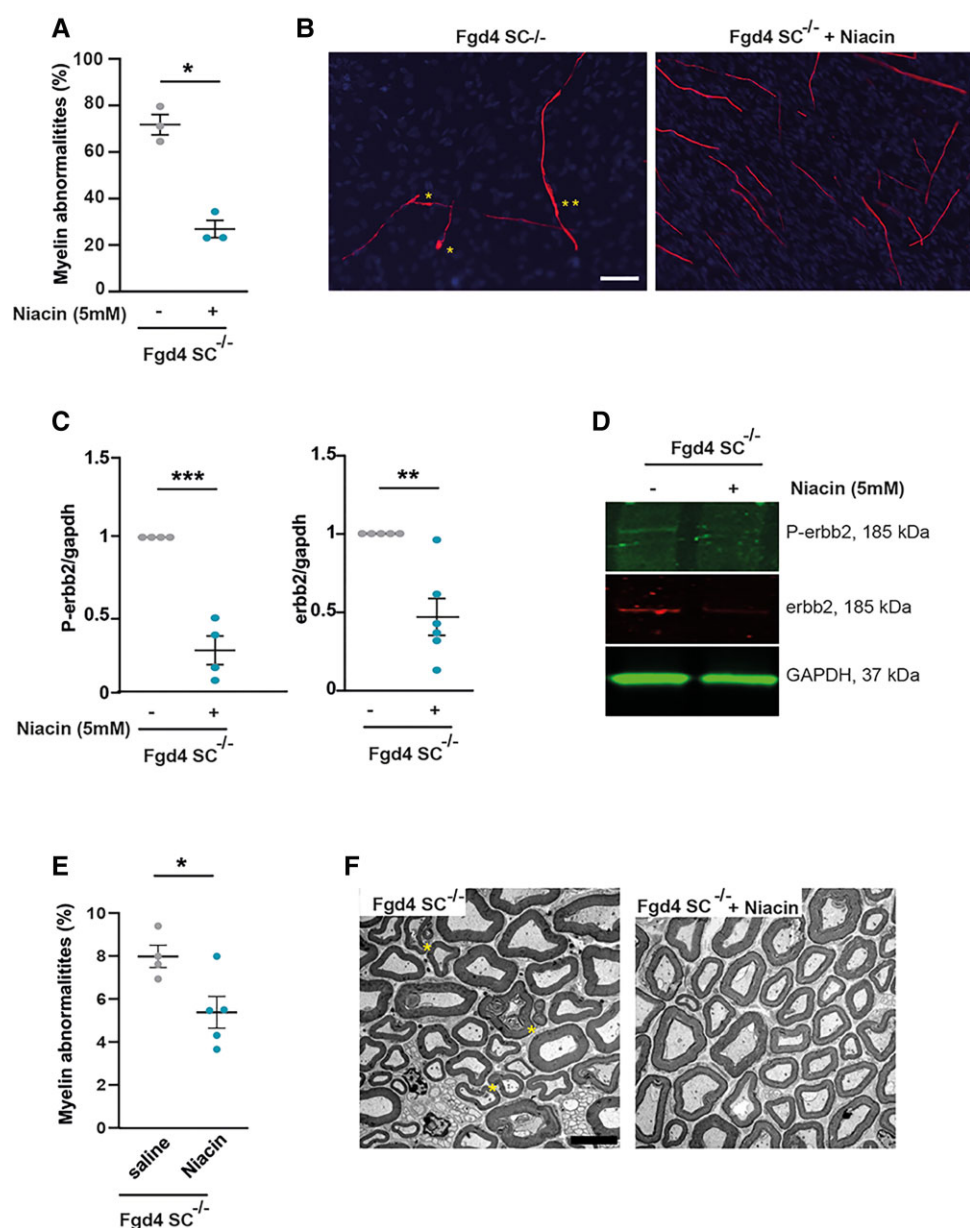 A
Myelin abnormalitites (%)
100
80
60
40
20
0
*
Niacin (5mM)
- +
Fgd4 SC-/-
B
Fgd4 SC-/-
Fgd4 SC-/- + Niacin
*
*
**
C
P-erbb2/gapdh
1.5
1
0.5
0
***
Niacin (5mM)
- +
Fgd4 SC-/-
erbb2/gapdh
1.5
1
0.5
0
**
- +
Fgd4 SC-/-
D
Fgd4 SC-/-
- + Niacin (5mM)
P-erbb2, 185 kDa
erbb2, 185 kDa
GAPDH, 37 kDa
E
Myelin abnormalitites (%)
10
8
6
4
2
0
*
saline Niacin
Fgd4 SC-/-
F
Fgd4 SC-/-
Fgd4 SC-/- + Niacin
*
*
*